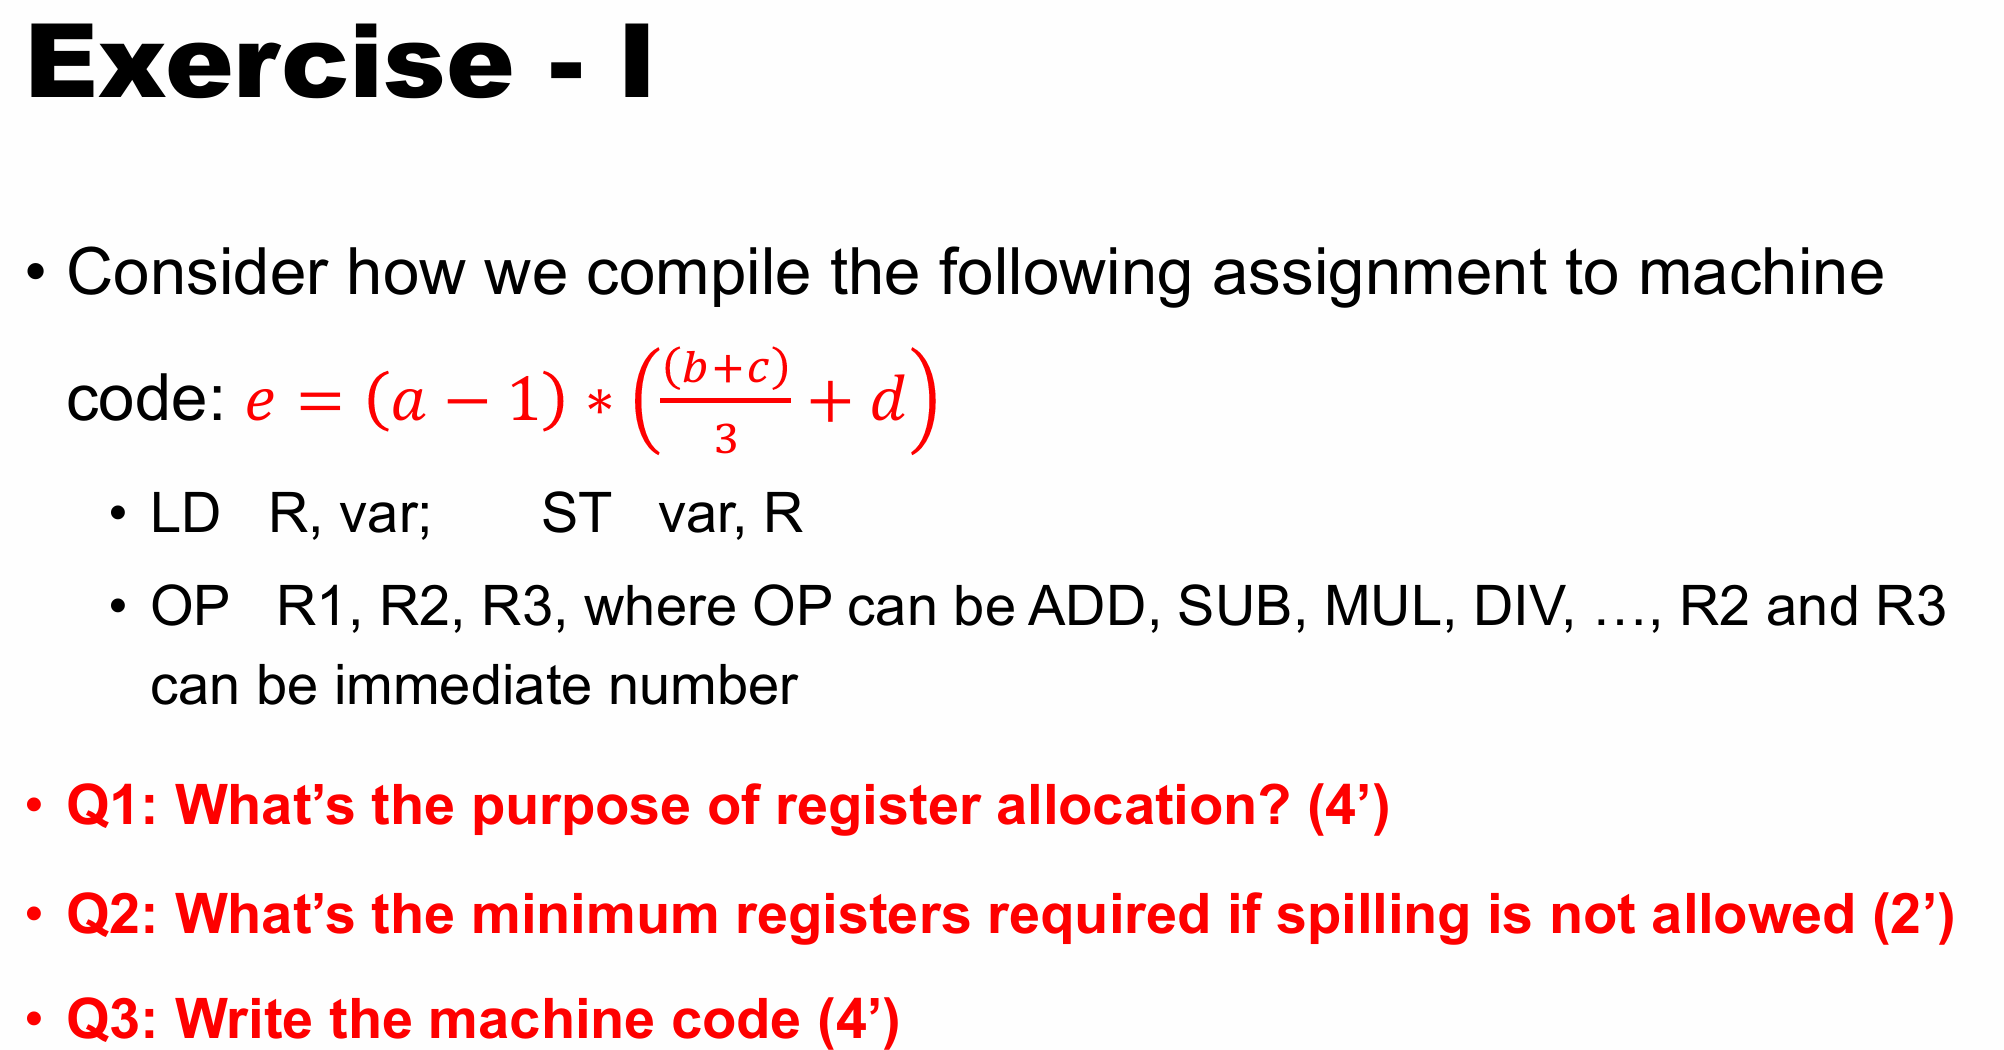 Exercise - I
• Consider how we compile the following assignment to machine
code: e = (a − 1) ∗ ((b+c)/3 + d)
• LD R, var; ST var, R
• OP R1, R2, R3, where OP can be ADD, SUB, MUL, DIV, …, R2 and R3
can be immediate number
• Q1: What’s the purpose of register allocation? (4’)
• Q2: What’s the minimum registers required if spilling is not allowed (2’)
• Q3: Write the machine code (4’)